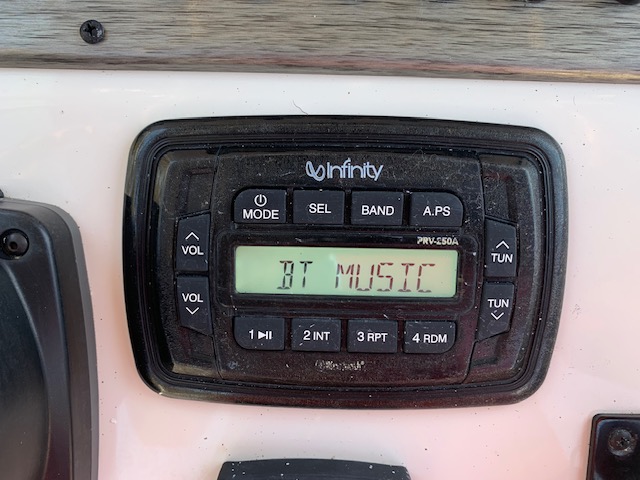 Infinity
MODE SEL BAND A.PS
PRV-250A
VOL TUN
BT MUSIC
VOL TUN
1 2 INT 3 RPT 4 RDM
Bluetooth